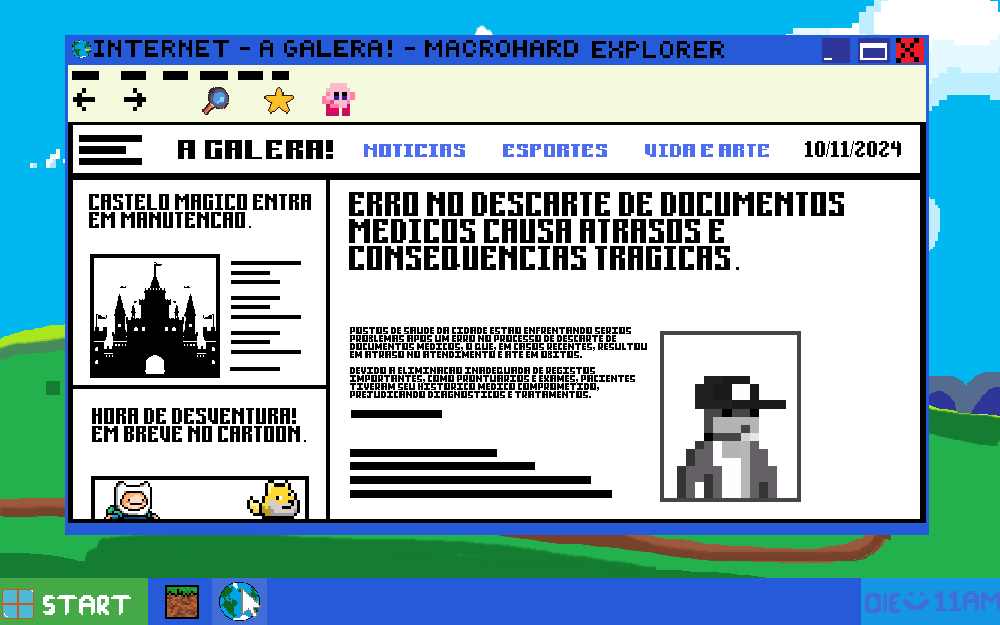 INTERNET - A GALERA! - MACROHARD EXPLORER
A GALERA! NOTICIAS ESPORTES VIDA E ARTE 10/11/2024
CASTELO MAGICO ENTRA
EM MANUTENCAO.
HORA DE DESVENTURA!
EM BREVE NO CARTOON.
ERRO NO DESCARTE DE DOCUMENTOS
MEDICOS CAUSA ATRASOS E
CONSEQUENCIAS TRAGICAS.
POSTOS DE SAUDE DA CIDADE ESTAO ENFRENTANDO SERIOS
PROBLEMAS APOS UM ERRO NO PROCESSO DE DESCARTE DE
DOCUMENTOS MEDICOS, O QUE, EM CASOS RECENTES, RESULTOU
EM ATRASO NO ATENDIMENTO E ATE EM OBITOS.
DEVIDO A ELIMINACAO INADEQUADA DE REGISTOS
IMPORTANTES, COMO PRONTUARIOS E EXAMES, PACIENTES
TIVERAM SEU HISTORICO MEDICO COMPROMETIDO,
PREJUDICANDO DIAGNOSTICOS E TRATAMENTOS.
START
OIE 11AM